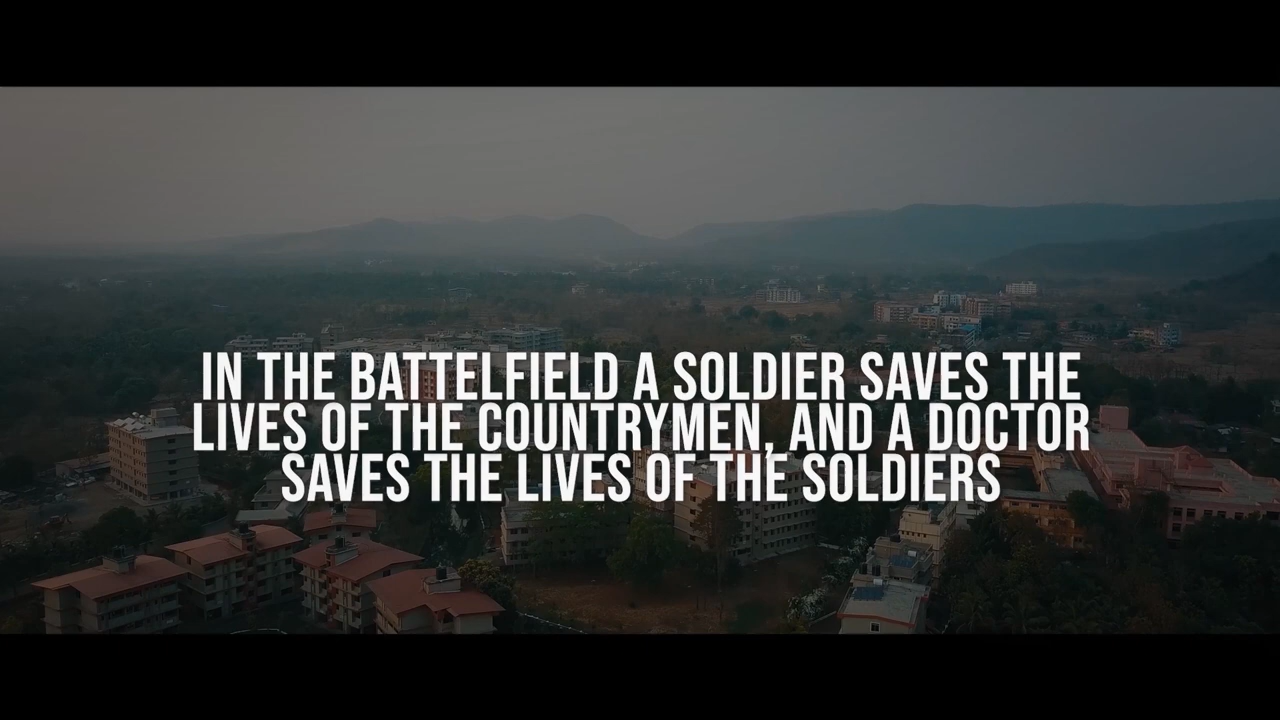 IN THE BATTELFIELD A SOLDIER SAVES THE
LIVES OF THE COUNTRYMEN, AND A DOCTOR
SAVES THE LIVES OF THE SOLDIERS